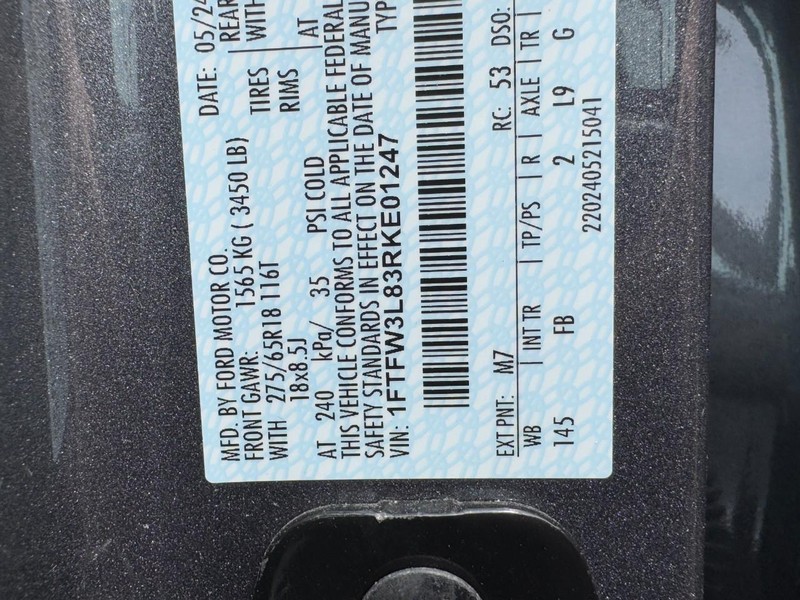 MFD. BY FORD MOTOR CO.
DATE: 05/24
FRONT GAWR: 1565 KG ( 3450 LB)
REAR
WITH 275/65R18 116T
TIRES
WITH
18x8.5J
RIMS
AT 240 kPa/ 35 PSI COLD
AT
THIS VEHICLE CONFORMS TO ALL APPLICABLE FEDERAL
SAFETY STANDARDS IN EFFECT ON THE DATE OF MANU
VIN: 1FTFW3L83RKE01247
TYP
EXT PNT: M7 RC: 53 DSO:
WB | INT TR | TP/PS | R | AXLE | TR |
145 FB 2 L9 G
2202405215041